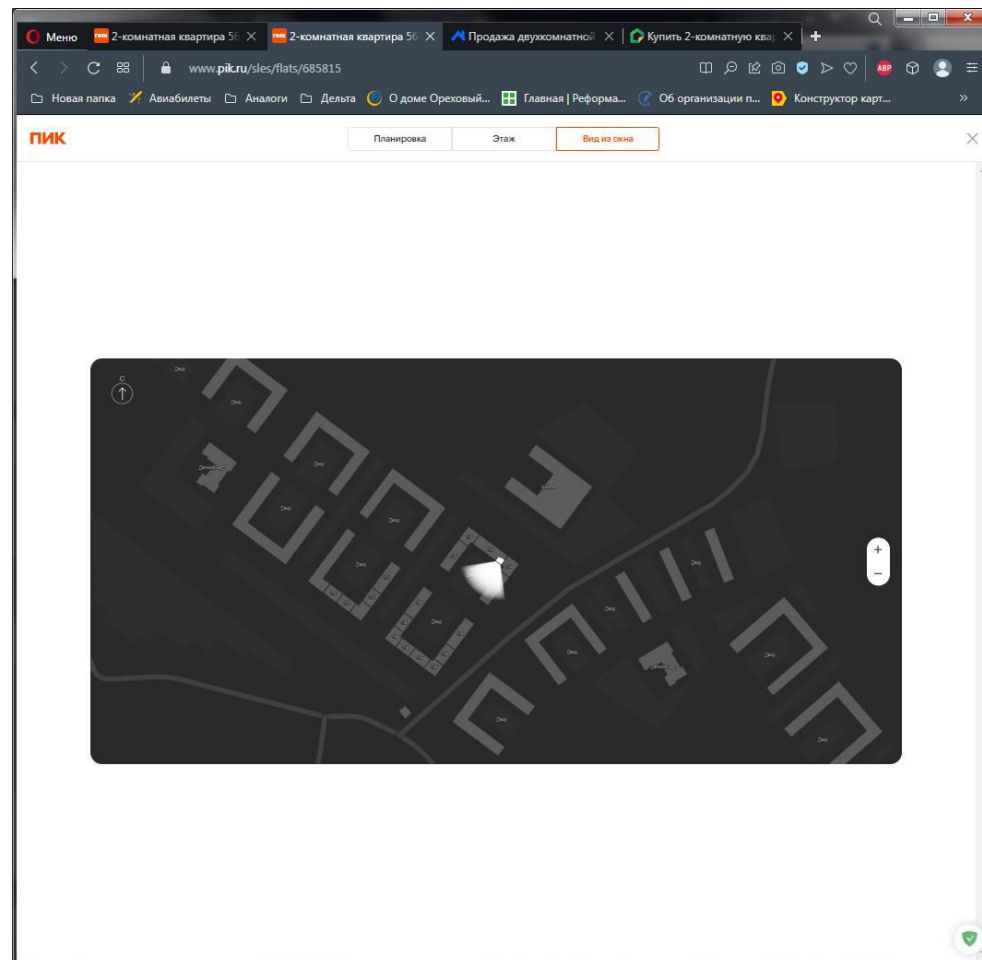 Меню 2-комнатная квартира 56 2-комнатная квартира 56 Продажа двухкомнатной Купить 2-комнатную квар
www.pik.ru/sles/flats/685815 ABP
Новая папка Авиабилеты Аналоги Дельта О доме Ореховый... Главная | Реформа... Об организации п... Конструктор карт... »
ПИК Планировка Этаж Вид из окна
С